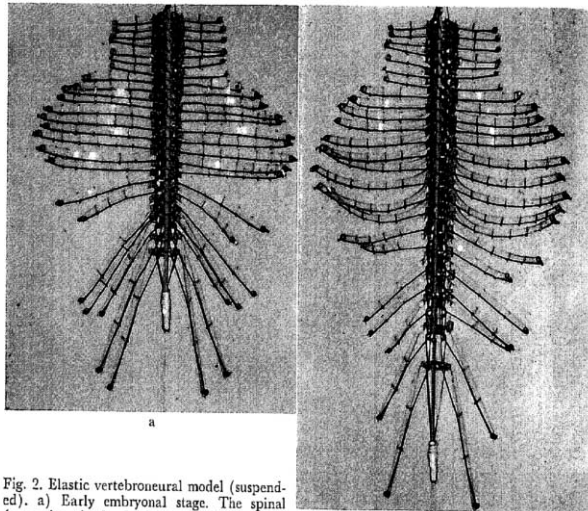 a
Fig. 2. Elastic vertebroneural model (suspend-
ed). a) Early embryonal stage. The spinal